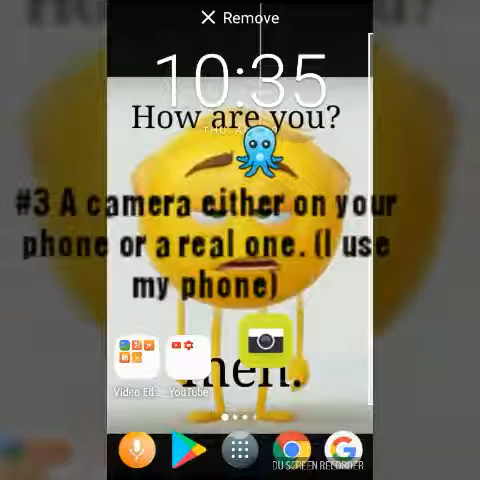 Remove
10:35
How are you?
#3 A camera either on your
phone or a real one. (I use
my phone)
Meh.
Video Ed... YouTube
DU SCREEN RECORDER